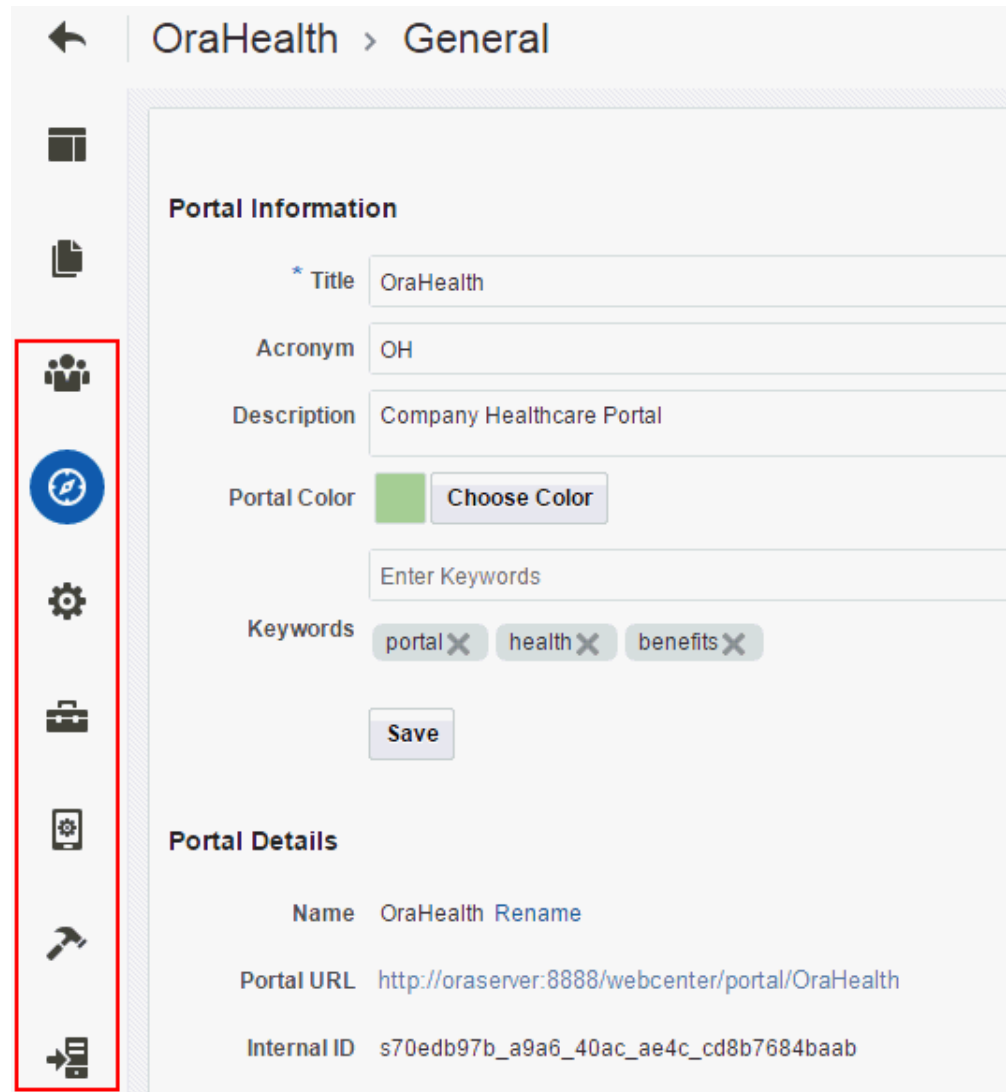 OraHealth > General
Portal Information
* Title OraHealth
Acronym OH
Description Company Healthcare Portal
Portal Color Choose Color
Enter Keywords
Keywords portal health benefits
Save
Portal Details
Name OraHealth Rename
Portal URL http://oraserver:8888/webcenter/portal/OraHealth
Internal ID s70edb97b_a9a6_40ac_ae4c_cd8b7684baab